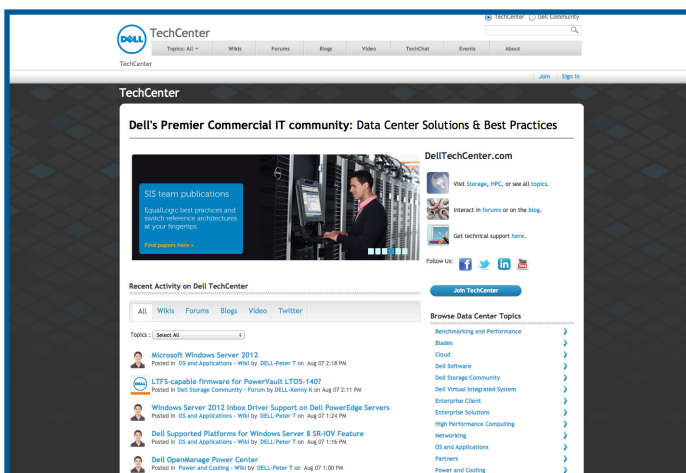 TechCenter Dell Community
DELL
TechCenter
Topics: All Wikis Forums Blogs Video TechChat Events About
TechCenter
Join Sign In
TechCenter
Dell's Premier Commercial IT community: Data Center Solutions & Best Practices
SIS team publications
EqualLogic best practices and
switch reference architectures
at your fingertips.
Find papers here »
DellTechCenter.com
Visit Storage, HPC, or see all topics.
Interact in forums or on the blog.
Get technical support here.
Follow Us:
Join TechCenter
Recent Activity on Dell TechCenter
All Wikis Forums Blogs Video Twitter
Topics : Select All
Microsoft Windows Server 2012
Posted in OS and Applications - Wiki by DELL-Peter T on Aug 07 2:18 PM
LTFS-capable firmware for PowerVault LTO5-140?
Posted in Dell Storage Community - Forum by DELL-Kenny K on Aug 07 2:11 PM
Windows Server 2012 Inbox Driver Support on Dell PowerEdge Servers
Posted in OS and Applications - Wiki by DELL-Peter T on Aug 07 1:24 PM
Dell Supported Platforms for Windows Server 8 SR-IOV Feature
Posted in OS and Applications - Wiki by DELL-Peter T on Aug 07 1:16 PM
Dell OpenManage Power Center
Posted in Power and Cooling - Wiki by DELL-Peter T on Aug 07 1:00 PM
Browse Data Center Topics
Benchmarking and Performance
Blades
Cloud
Dell Software
Dell Storage Community
Dell Virtual Integrated System
Enterprise Client
Enterprise Solutions
High Performance Computing
Networking
OS and Applications
Partners
Power and Cooling